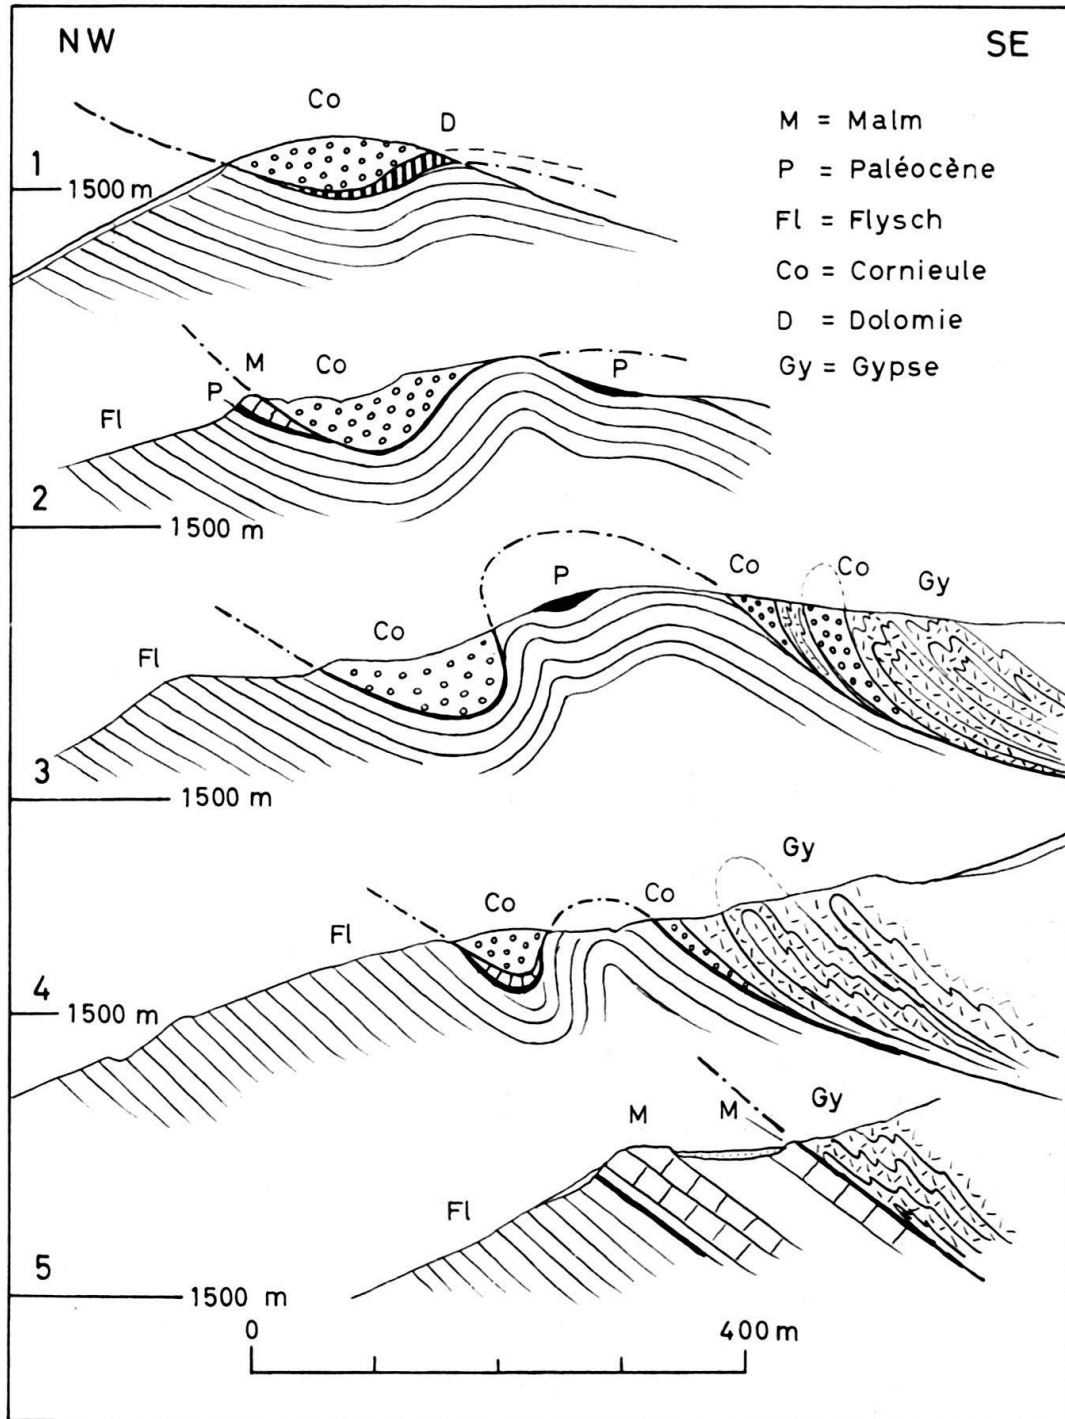 NW
SE
M = Malm
P = Paléocène
Fl = Flysch
Co = Cornieule
D = Dolomie
Gy = Gypse
Co
D
1
1500 m
M
Co
P
P
Fl
2
1500 m
Co
Co
Gy
P
Co
Fl
3
1500 m
Gy
Co
Co
Fl
4
1500 m
M
M
Gy
Fl
5
1500 m
0
400 m